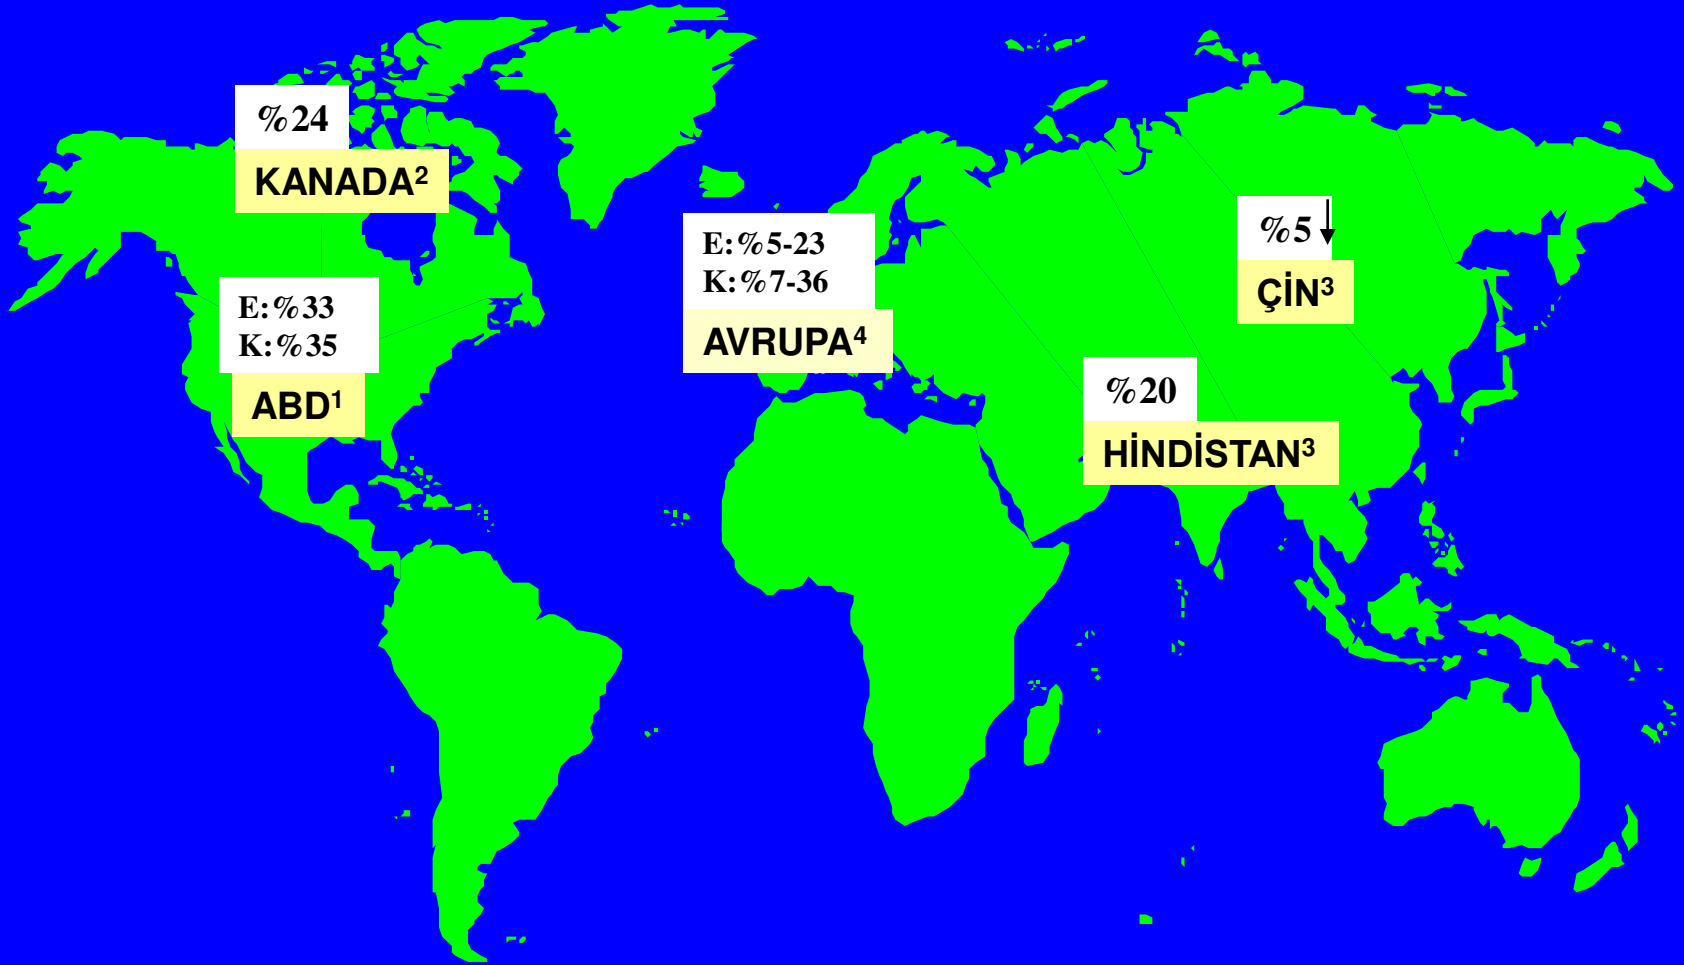 %24
KANADA²
E:%33
K:%35
ABD¹
E:%5-23
K:%7-36
AVRUPA⁴
%5↓
ÇİN³
%20
HİNDİSTAN³